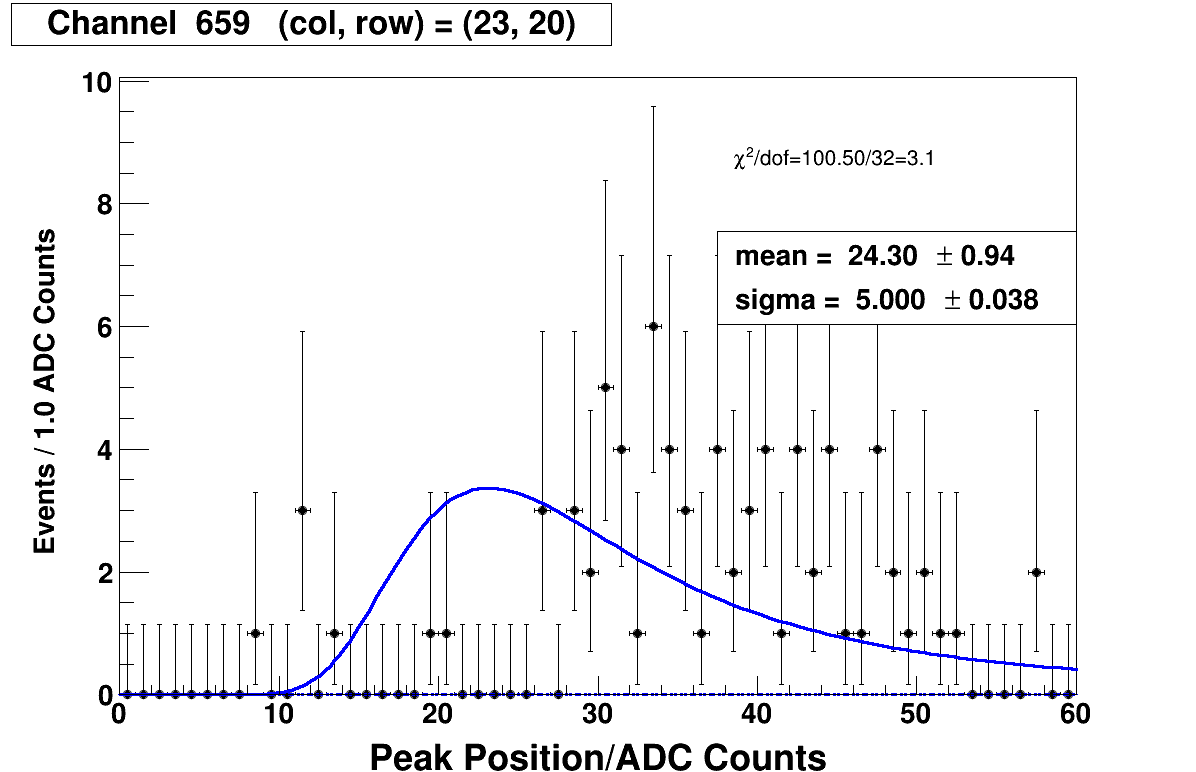 Channel 659 (col, row) = (23, 20)
10
χ²/dof=100.50/32=3.1
8
mean = 24.30 ± 0.94
sigma = 5.000 ± 0.038
6
4
2
0
Events / 1.0 ADC Counts
0 10 20 30 40 50 60
Peak Position/ADC Counts